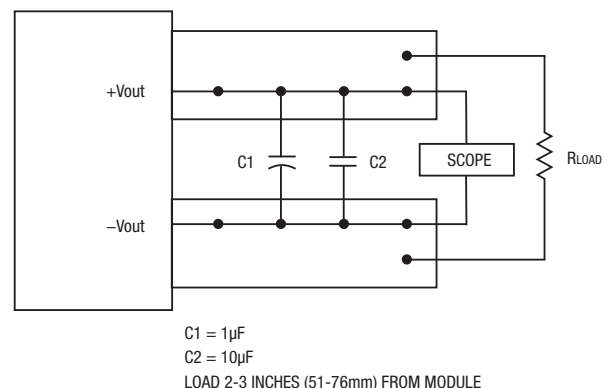 +Vout
C1
C2
SCOPE
RLOAD
−Vout
C1 = 1µF
C2 = 10µF
LOAD 2-3 INCHES (51-76mm) FROM MODULE